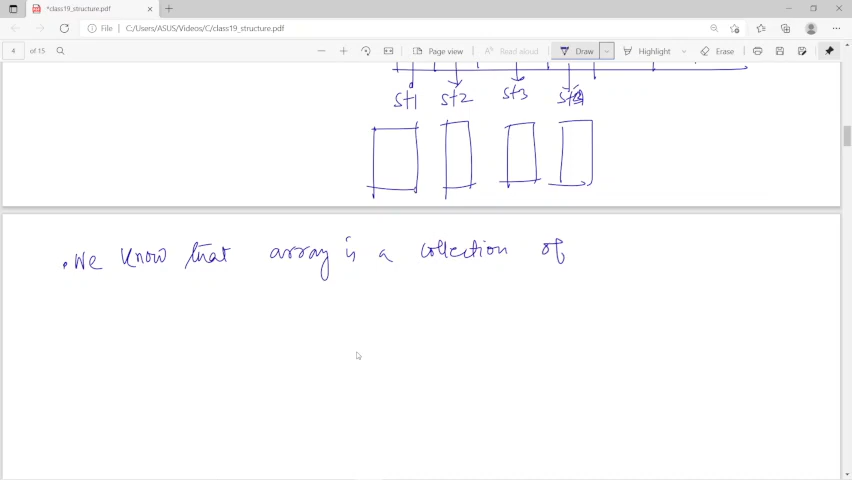 *class19_structure.pdf
File
C:/Users/ASUS/Videos/C/class19_structure.pdf
4 of 15
Page view
Read aloud
Draw
Highlight
Erase
st1 st2 st3
.We know that array is a collection of